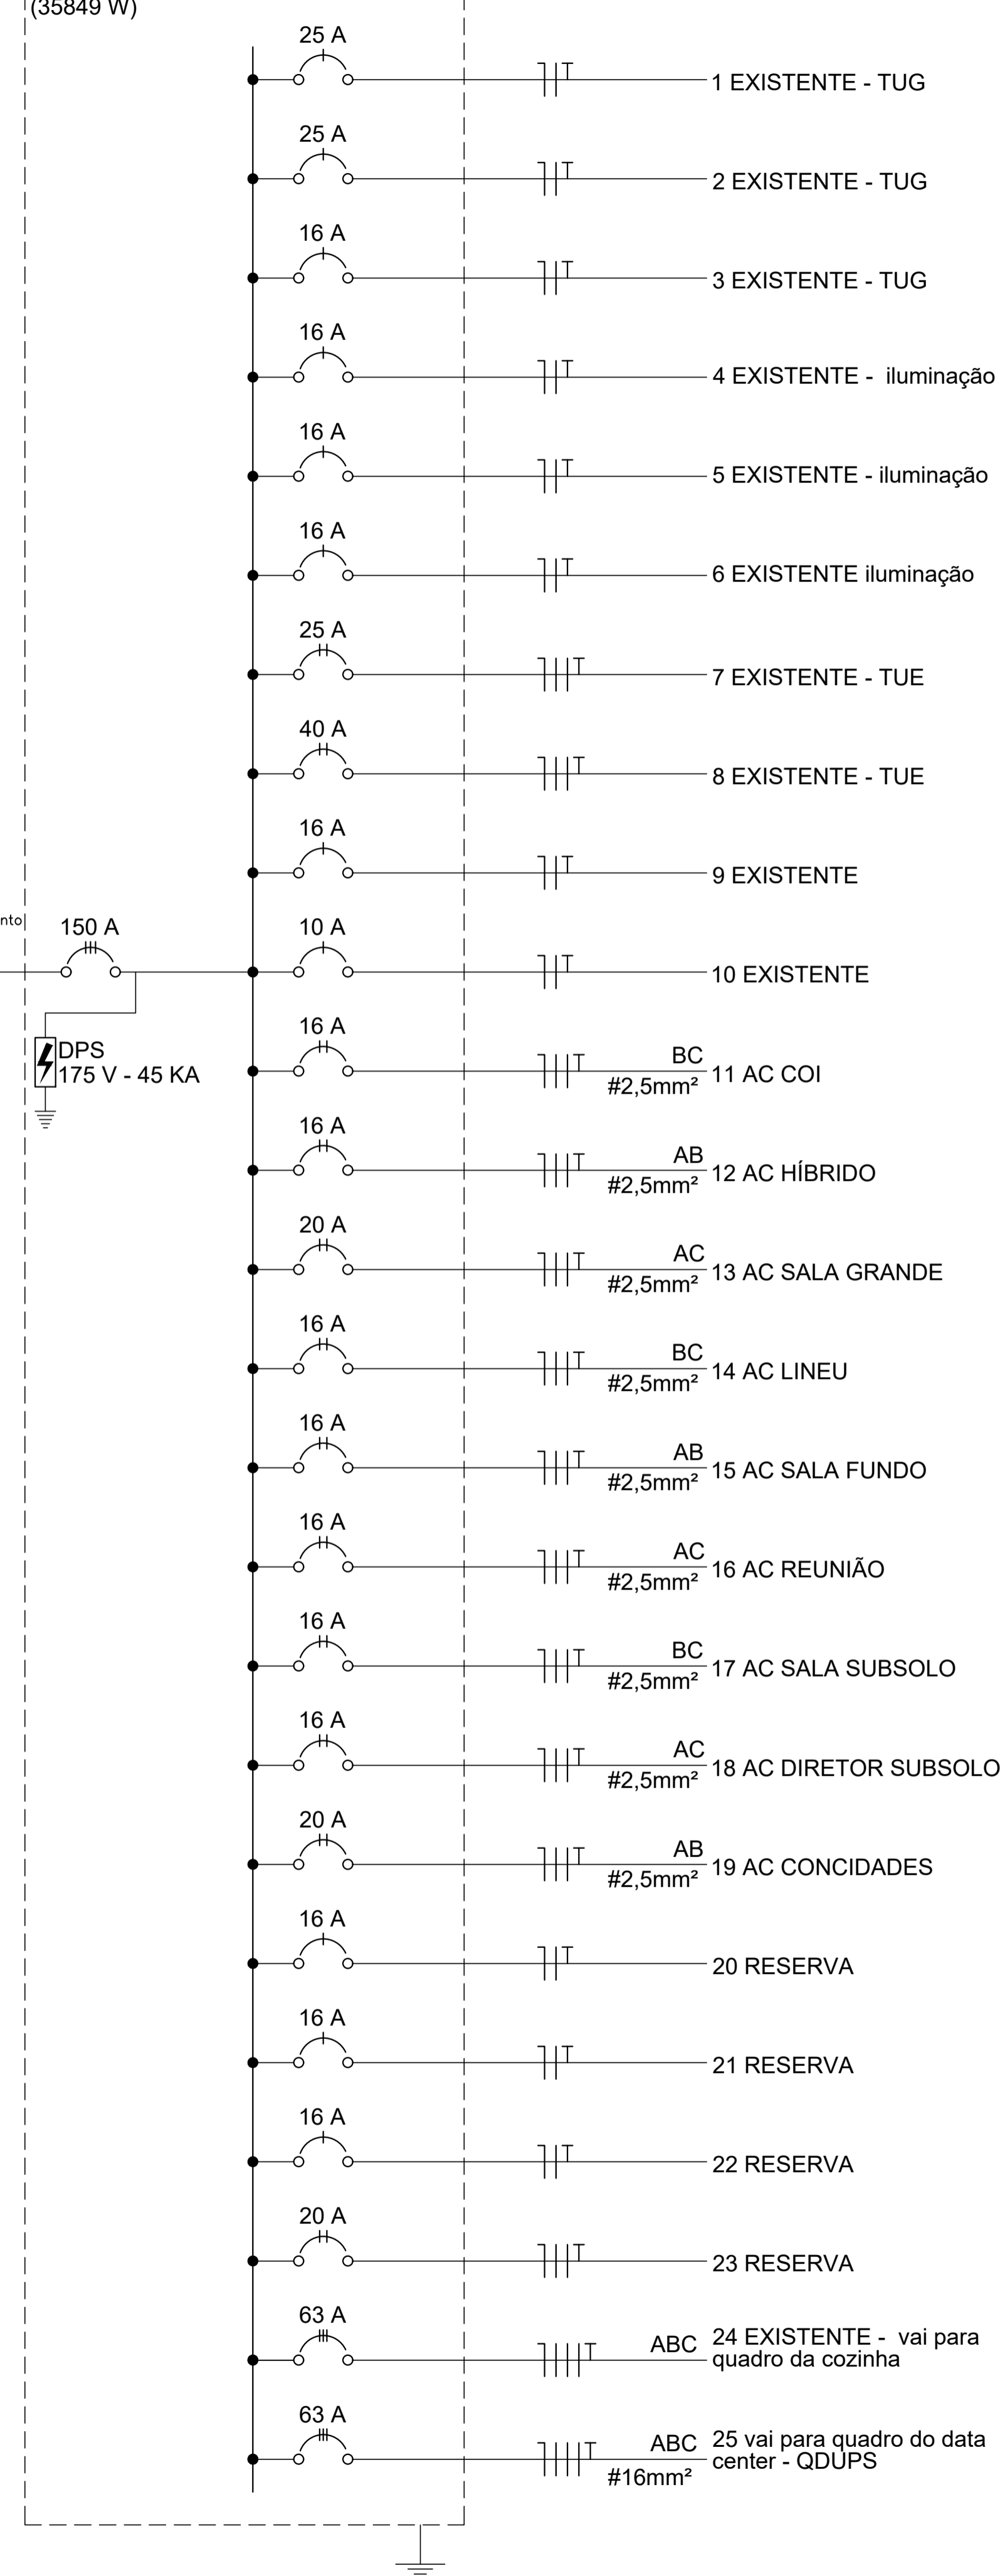 (35849 W)
25 A
1 EXISTENTE - TUG
25 A
2 EXISTENTE - TUG
16 A
3 EXISTENTE - TUG
16 A
4 EXISTENTE -  iluminação
16 A
5 EXISTENTE - iluminação
16 A
6 EXISTENTE iluminação
25 A
7 EXISTENTE - TUE
40 A
8 EXISTENTE - TUE
16 A
9 EXISTENTE
nto
150 A
10 A
10 EXISTENTE
DPS
175 V - 45 KA
16 A
BC
#2,5mm²
11 AC COI
16 A
AB
#2,5mm²
12 AC HÍBRIDO
20 A
AC
#2,5mm²
13 AC SALA GRANDE
16 A
BC
#2,5mm²
14 AC LINEU
16 A
AB
#2,5mm²
15 AC SALA FUNDO
16 A
AC
#2,5mm²
16 AC REUNIÃO
16 A
BC
#2,5mm²
17 AC SALA SUBSOLO
16 A
AC
#2,5mm²
18 AC DIRETOR SUBSOLO
20 A
AB
#2,5mm²
19 AC CONCIDADES
16 A
20 RESERVA
16 A
21 RESERVA
16 A
22 RESERVA
20 A
23 RESERVA
63 A
ABC
24 EXISTENTE -  vai para
quadro da cozinha
63 A
ABC
#16mm²
25 vai para quadro do data
center - QDUPS